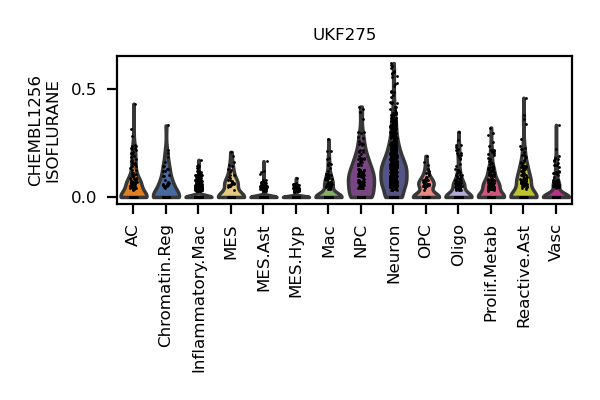 UKF275
CHEMBL1256
ISOFLURANE
0.5
0.0
AC
Chromatin.Reg
Inflammatory.Mac
MES
MES.Ast
MES.Hyp
Mac
NPC
Neuron
OPC
Oligo
Prolif.Metab
Reactive.Ast
Vasc